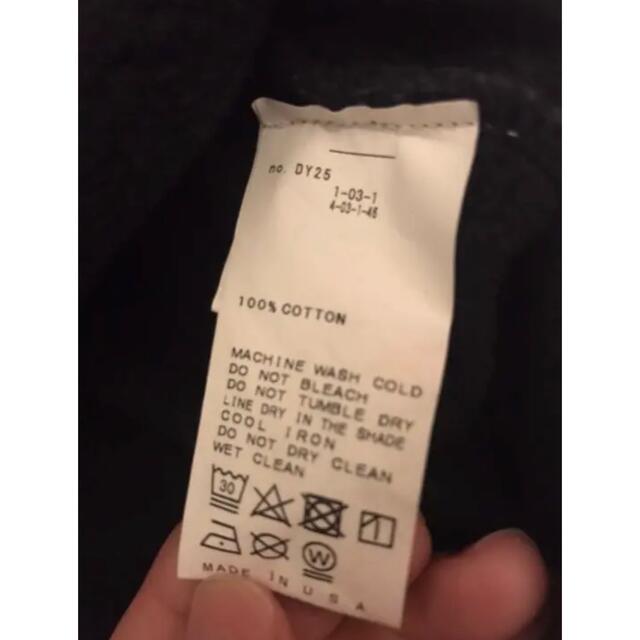 no. DY25
1-03-1
4-03-1-46
100% COTTON
MACHINE WASH COLD
DO NOT BLEACH
DO NOT TUMBLE DRY
LINE DRY IN THE SHADE
COOL IRON
DO NOT DRY CLEAN
WET CLEAN
30
W
MADE IN U S A